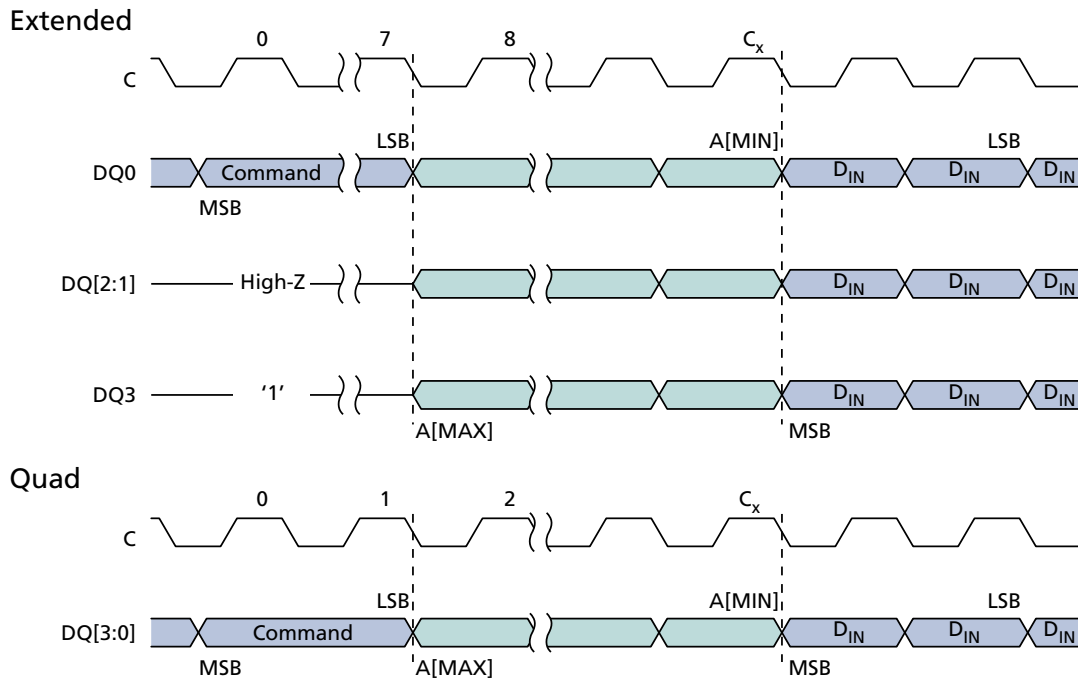 Extended
0 7 8 Cx
C
LSB A[MIN] LSB
DQ0 Command DIN DIN DIN
MSB
DQ[2:1] High-Z DIN DIN DIN
DQ3 '1' DIN DIN DIN
A[MAX] MSB
Quad
0 1 2 Cx
C
LSB A[MIN] LSB
DQ[3:0] Command DIN DIN DIN
MSB A[MAX] MSB